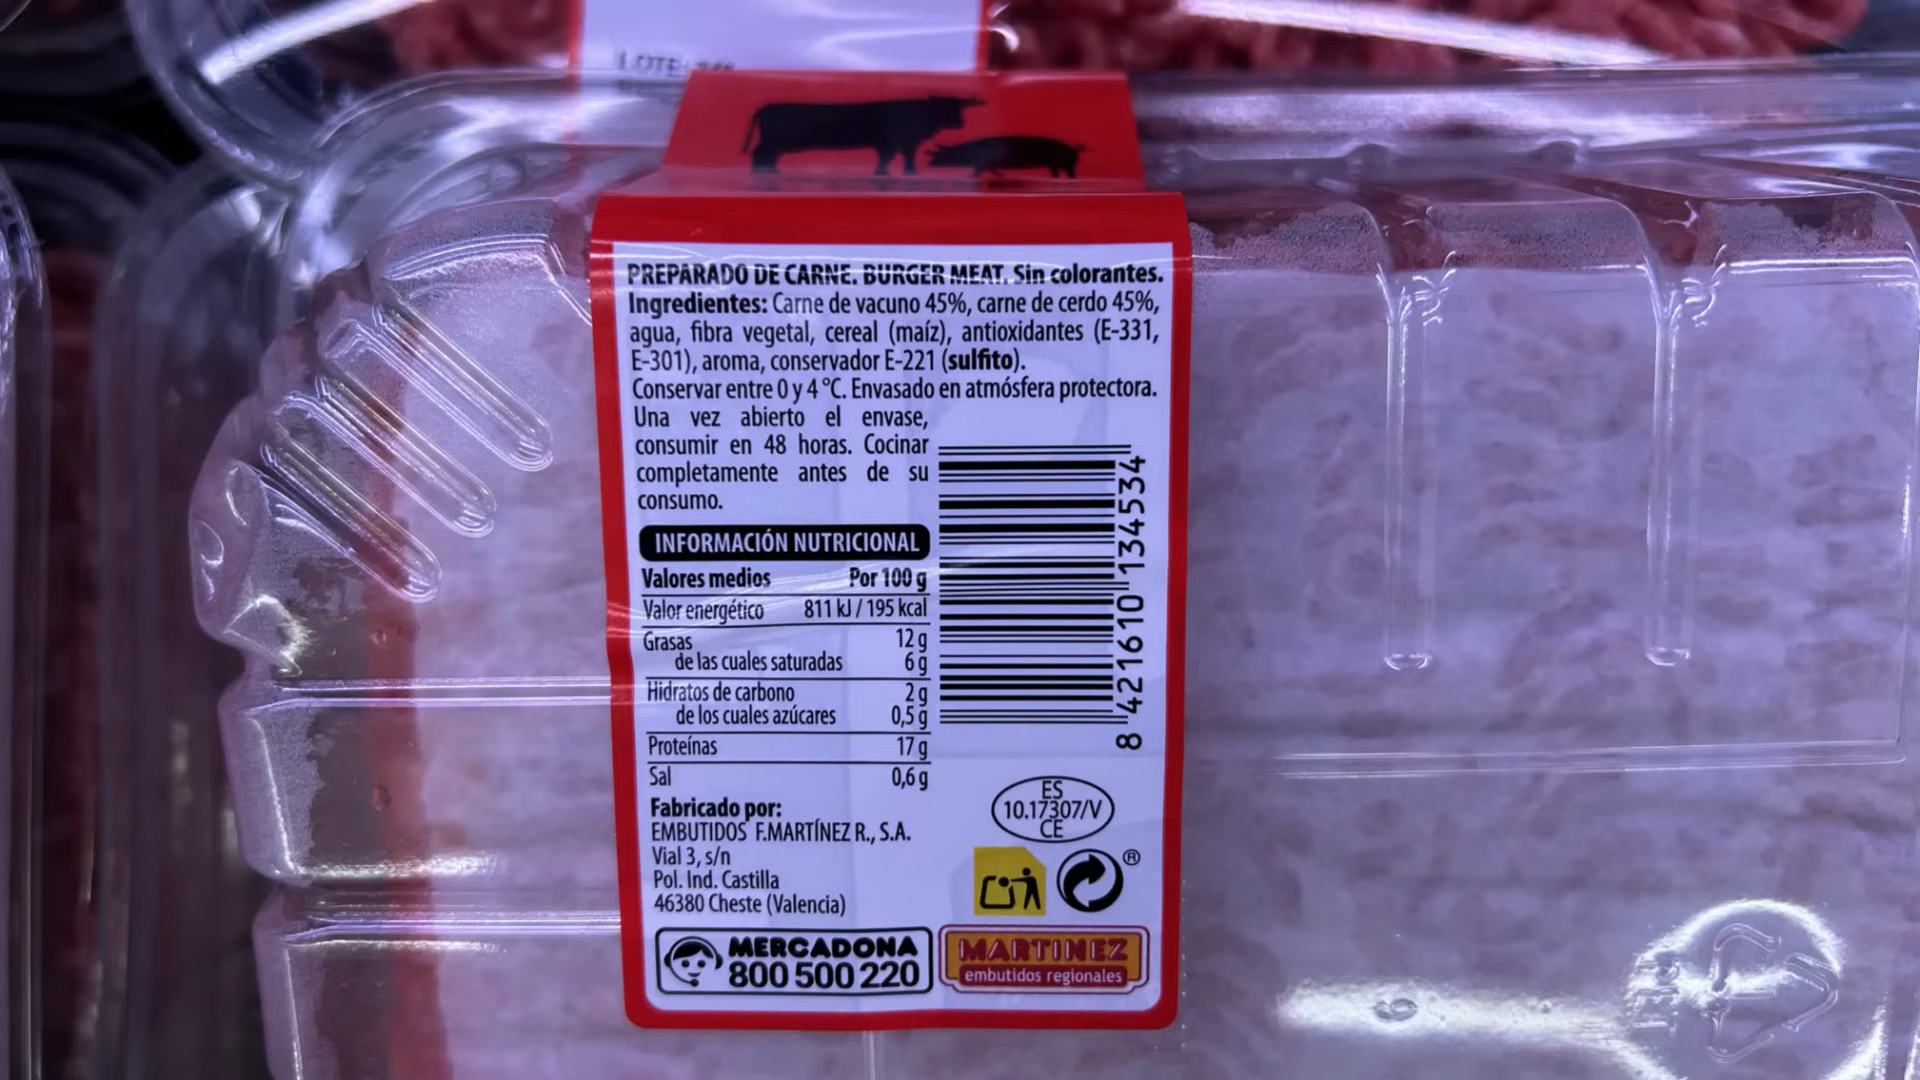 LOTE:
PREPARADO DE CARNE. BURGER MEAT. Sin colorantes.
Ingredientes: Carne de vacuno 45%, carne de cerdo 45%,
agua, fibra vegetal, cereal (maíz), antioxidantes (E-331,
E-301), aroma, conservador E-221 (sulfito).
Conservar entre 0 y 4 °C. Envasado en atmósfera protectora.
Una vez abierto el envase,
consumir en 48 horas. Cocinar
completamente antes de su
consumo.
INFORMACIÓN NUTRICIONAL
Valores medios Por 100 g
Valor energético 811 kJ / 195 kcal
Grasas 12 g
de las cuales saturadas 6 g
Hidratos de carbono 2 g
de los cuales azúcares 0,5 g
Proteínas 17 g
Sal 0,6 g
8 421610 134534
Fabricado por:
EMBUTIDOS F.MARTÍNEZ R., S.A.
Vial 3, s/n
Pol. Ind. Castilla
46380 Cheste (Valencia)
ES
10.17307/V
CE
®
MERCADONA
800 500 220
MARTINEZ
embutidos regionales